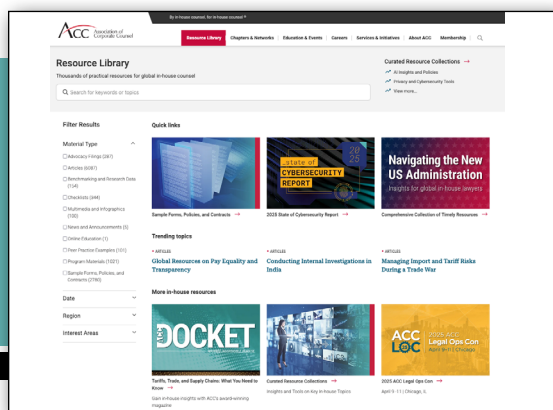 By in-house counsel, for in-house counsel.®
ACC Association of
Corporate Counsel
Resource Library
Chapters & Networks
Education & Events
Careers
Services & Initiatives
About ACC
Membership
Resource Library
Thousands of practical resources for global in-house counsel
Search for keywords or topics
Curated Resource Collections →
AI Insights and Policies
Privacy and Cybersecurity Tools
View more...
Filter Results
Material Type
Advocacy Filings (287)
Articles (6087)
Benchmarking and Research Data
(154)
Checklists (344)
Multimedia and Infographics
(100)
News and Announcements (5)
Online Education (1)
Peer Practice Examples (101)
Program Materials (1021)
Sample Forms, Policies, and
Contracts (2760)
Date
Region
Interest Areas
Quick links
Sample Forms, Policies, and Contracts →
20
25
state of
CYBERSECURITY
REPORT
2025 State of Cybersecurity Report →
Navigating the New
US Administration
Insights for global in-house lawyers
Comprehensive Collection of Timely Resources →
Trending topics
• ARTICLES
Global Resources on Pay Equality and
Transparency
• ARTICLES
Conducting Internal Investigations in
India
• ARTICLES
Managing Import and Tariff Risks
During a Trade War
More in-house resources
ACC DOCKET
Tariffs, Trade, and Supply Chains: What You Need to
Know →
Gain in-house insights with ACC's award-winning
magazine
Curated Resource Collections →
Insights and Tools on Key In-house Topics
ACC
LOC
2025 ACC
Legal Ops Con
April 9-11 | Chicago
2025 ACC Legal Ops Con →
April 9-11 | Chicago, IL